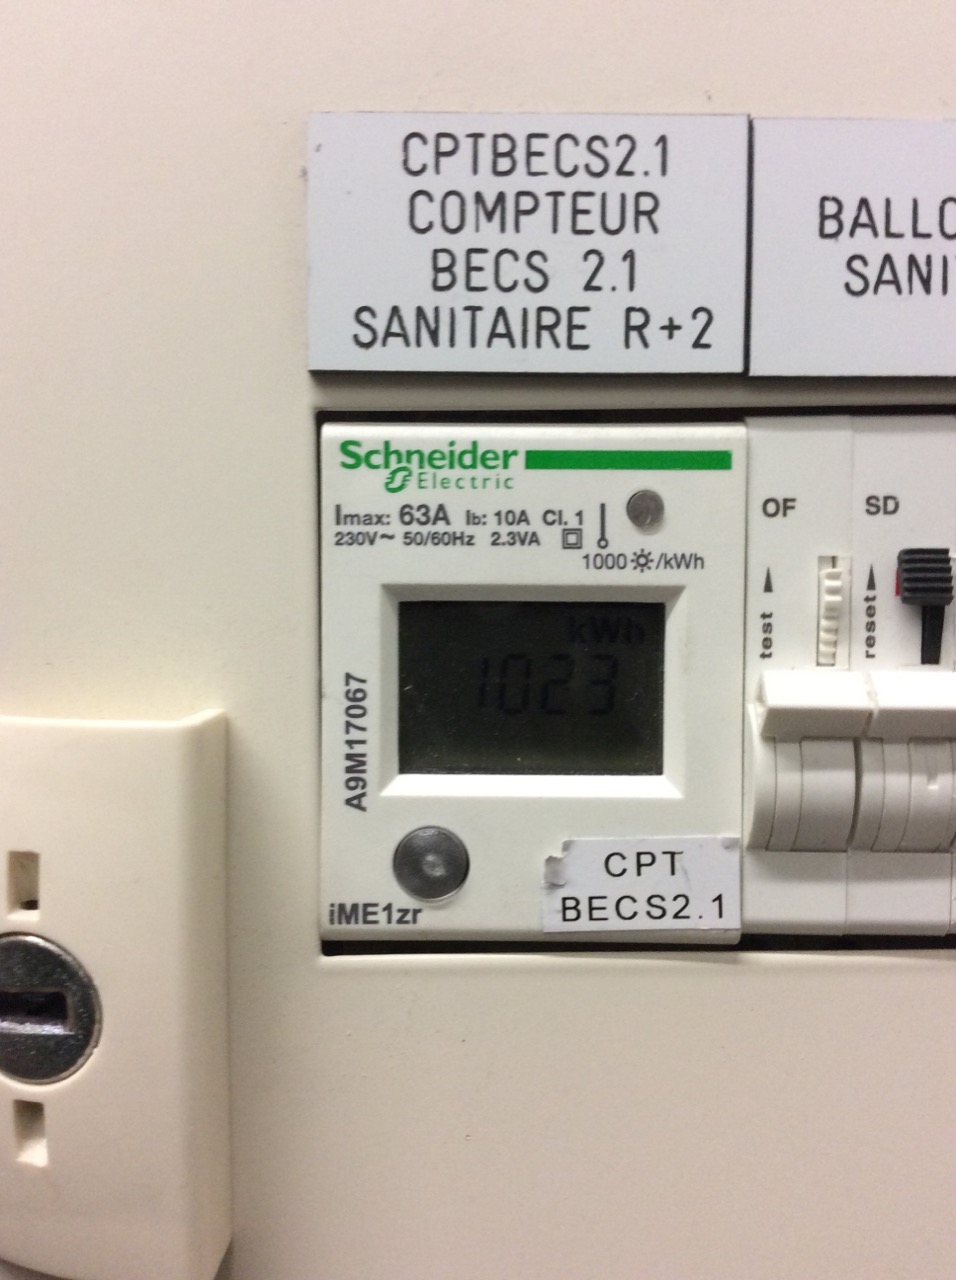 CPTBECS2.1
COMPTEUR
BECS 2.1
SANITAIRE R+2
BALLO
SANI
Schneider
Electric
Imax: 63A Ib: 10A Cl. 1
230V~ 50/60Hz 2.3VA
1000/kWh
kWh
1023
A9M17067
iME1zr
CPT
BECS2.1
OF
SD
test
reset